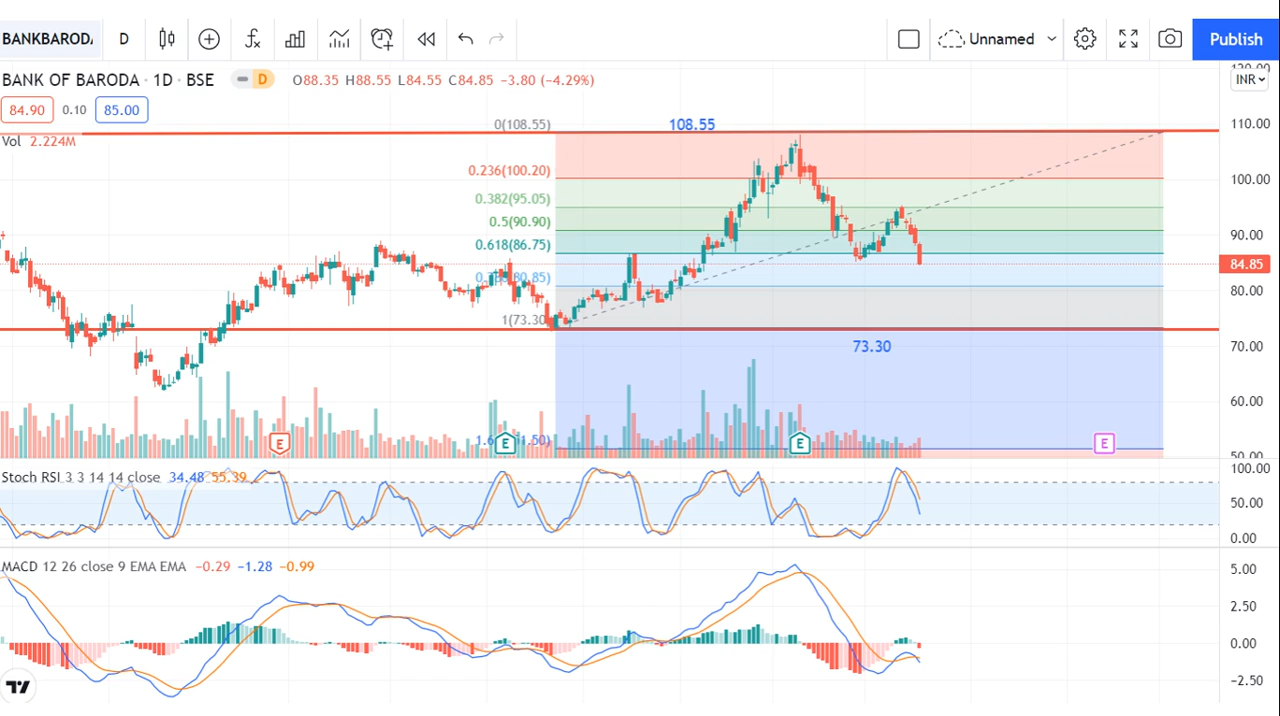 BANKBARODA D Unnamed Publish
BANK OF BARODA · 1D · BSE D O88.35 H88.55 L84.55 C84.85 −3.80 (−4.29%)
INR
84.90 0.10 85.00
Vol 2.224M
0(108.55)
108.55
0.236(100.20)
0.382(95.05)
0.5(90.90)
0.618(86.75)
1(73.30)
73.30
110.00
100.00
90.00
84.85
80.00
70.00
60.00
50.00
E E E E
Stoch RSI 3 3 14 14 close 34.48 55.39
100.00
50.00
0.00
MACD 12 26 close 9 EMA EMA −0.29 −1.28 −0.99
5.00
2.50
0.00
−2.50